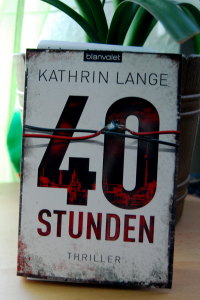 blanvalet
KATHRIN LANGE
40
STUNDEN
THRILLER